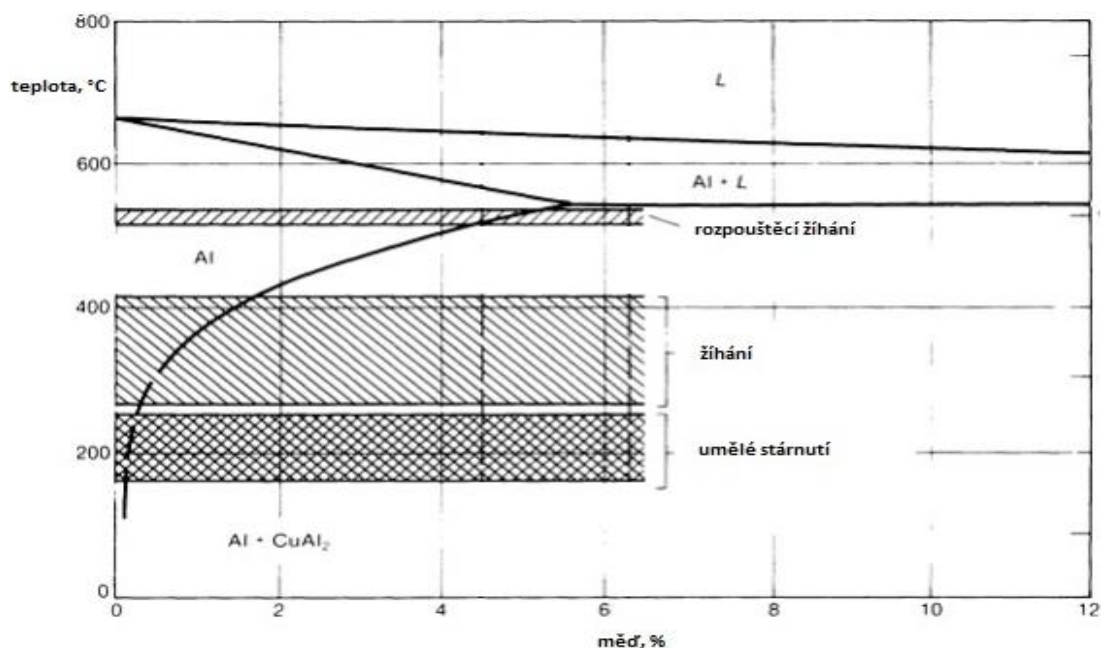 800
teplota, °C
L
600
Al + L
rozpouštěcí žíhání
Al
400
žíhání
200
umělé stárnutí
Al + CuAl₂
0
0 2 4 6 8 10 12
měď, %